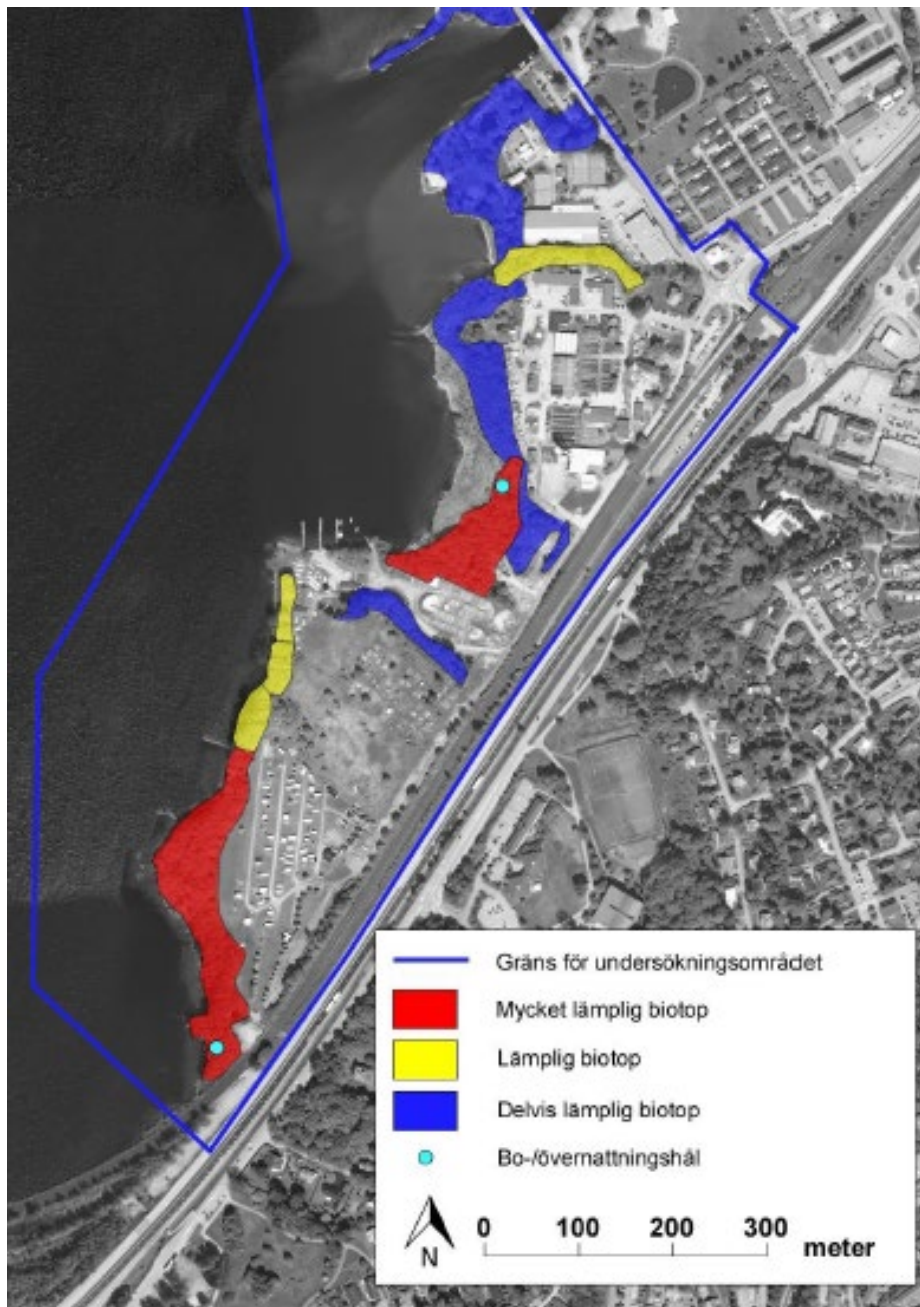 Gräns för undersökningsområdet
Mycket lämplig biotop
Lämplig biotop
Delvis lämplig biotop
Bo-/övernattningshål
N
0 100 200 300 meter